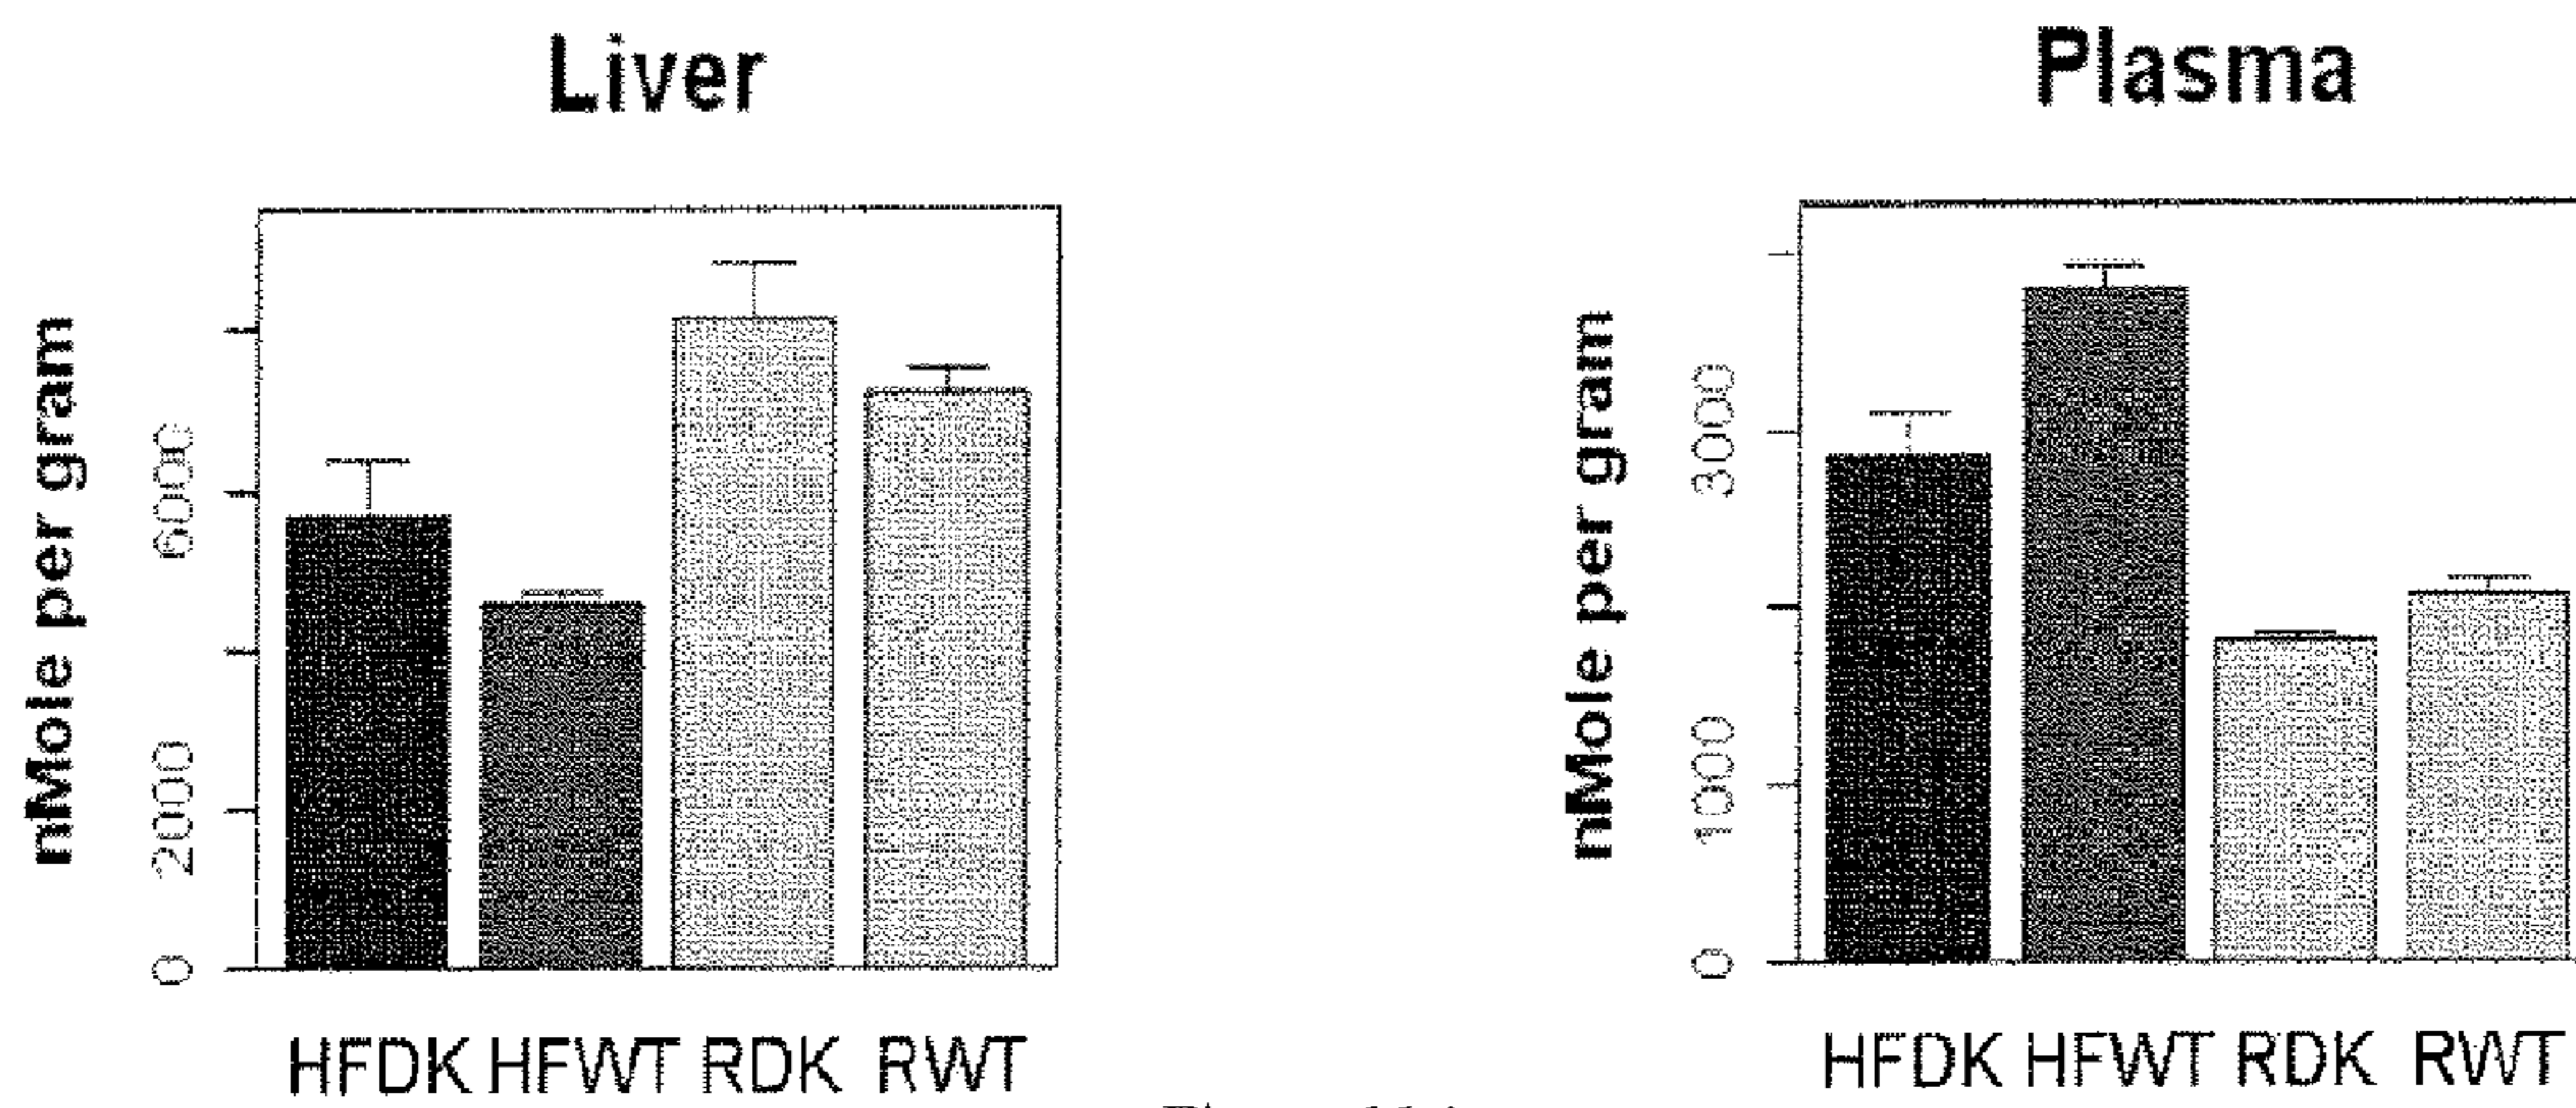 Liver
nMole per gram
6000
2000
0
HFDK HFWT RDK RWT
Plasma
nMole per gram
3000
1000
0
HFDK HFWT RDK RWT